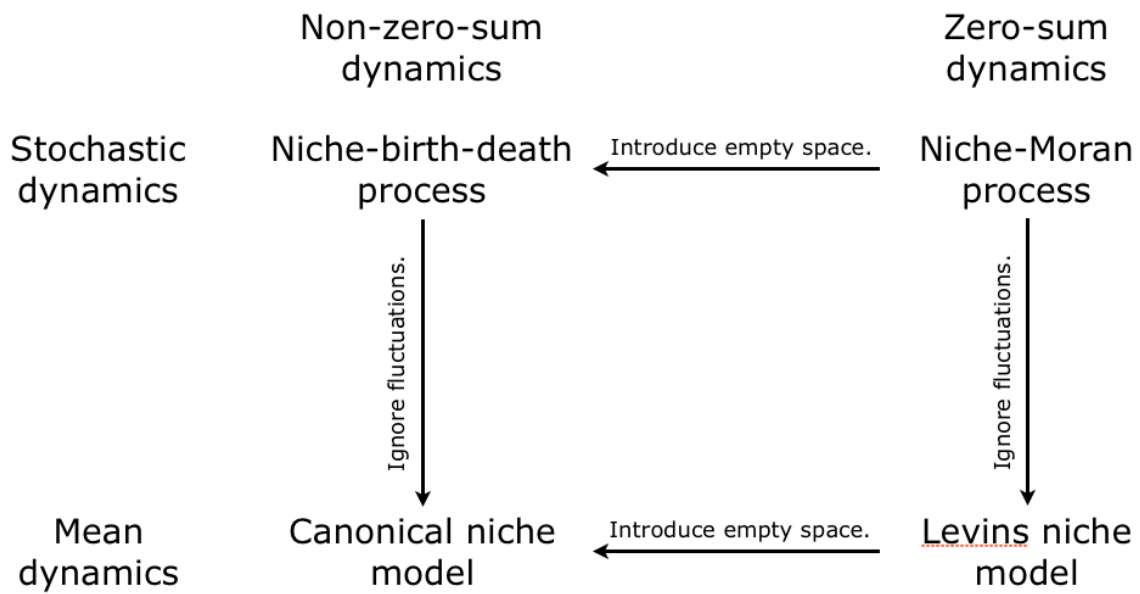 Non-zero-sum
dynamics
Zero-sum
dynamics
Stochastic
dynamics
Niche-birth-death
process
Introduce empty space.
Niche-Moran
process
Ignore fluctuations.
Ignore fluctuations.
Mean
dynamics
Canonical niche
model
Introduce empty space.
Levins niche
model